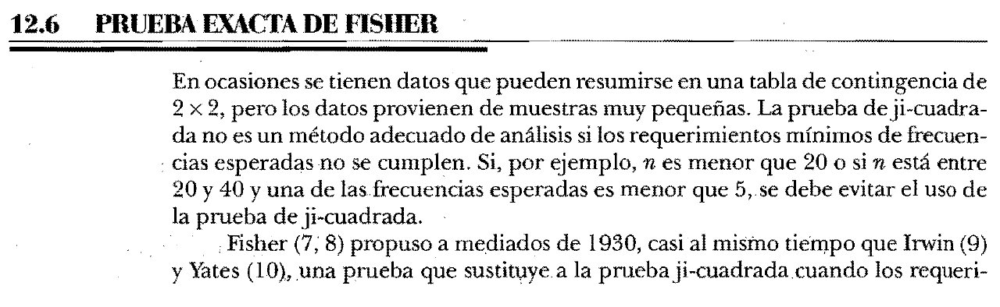 12.6 PRUEBA EXACTA DE FISHER
En ocasiones se tienen datos que pueden resumirse en una tabla de contingencia de
2 × 2, pero los datos provienen de muestras muy pequeñas. La prueba de ji-cuadra-
da no es un método adecuado de análisis si los requerimientos mínimos de frecuen-
cias esperadas no se cumplen. Si, por ejemplo, n es menor que 20 o si n está entre
20 y 40 y una de las frecuencias esperadas es menor que 5, se debe evitar el uso de
la prueba de ji-cuadrada.
Fisher (7, 8) propuso a mediados de 1930, casi al mismo tiempo que Irwin (9)
y Yates (10), una prueba que sustituye a la prueba ji-cuadrada cuando los requeri-